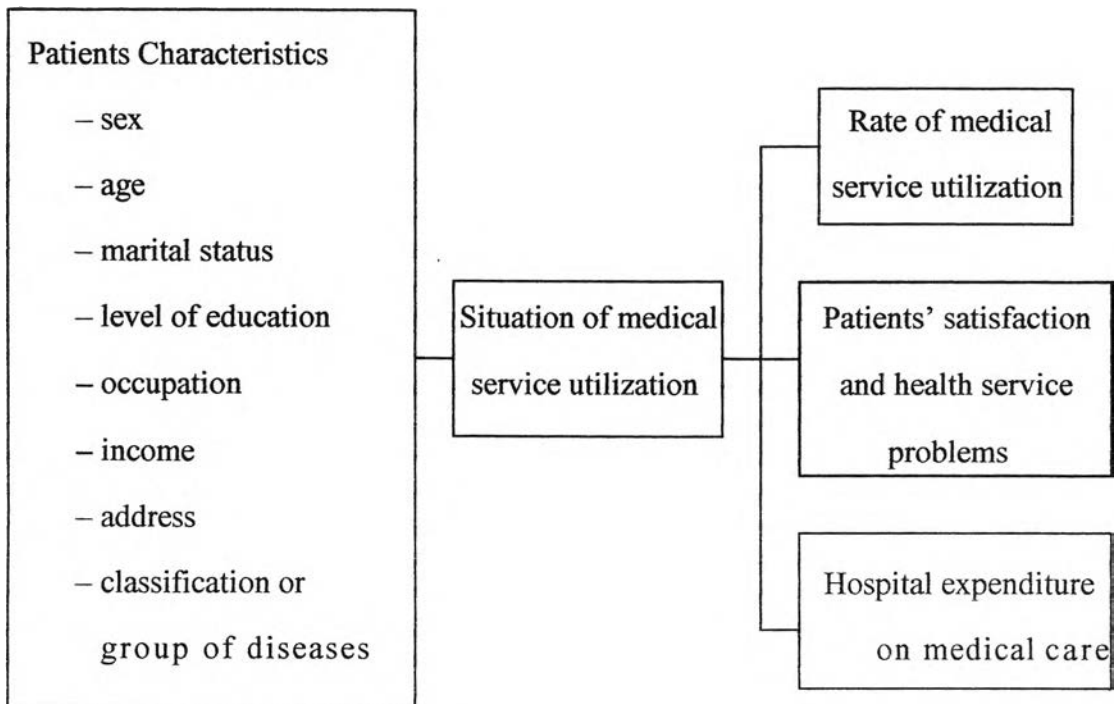 Patients Characteristics
– sex
– age
– marital status
– level of education
– occupation
– income
– address
– classification or
group of diseases
Situation of medical
service utilization
Rate of medical
service utilization
Patients’ satisfaction
and health service
problems
Hospital expenditure
on medical care